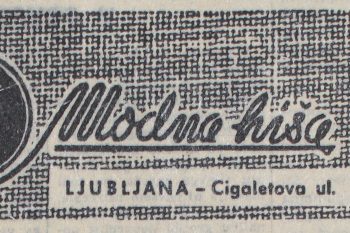 Modna hiša
LJUBLJANA – Cigaletova ul.